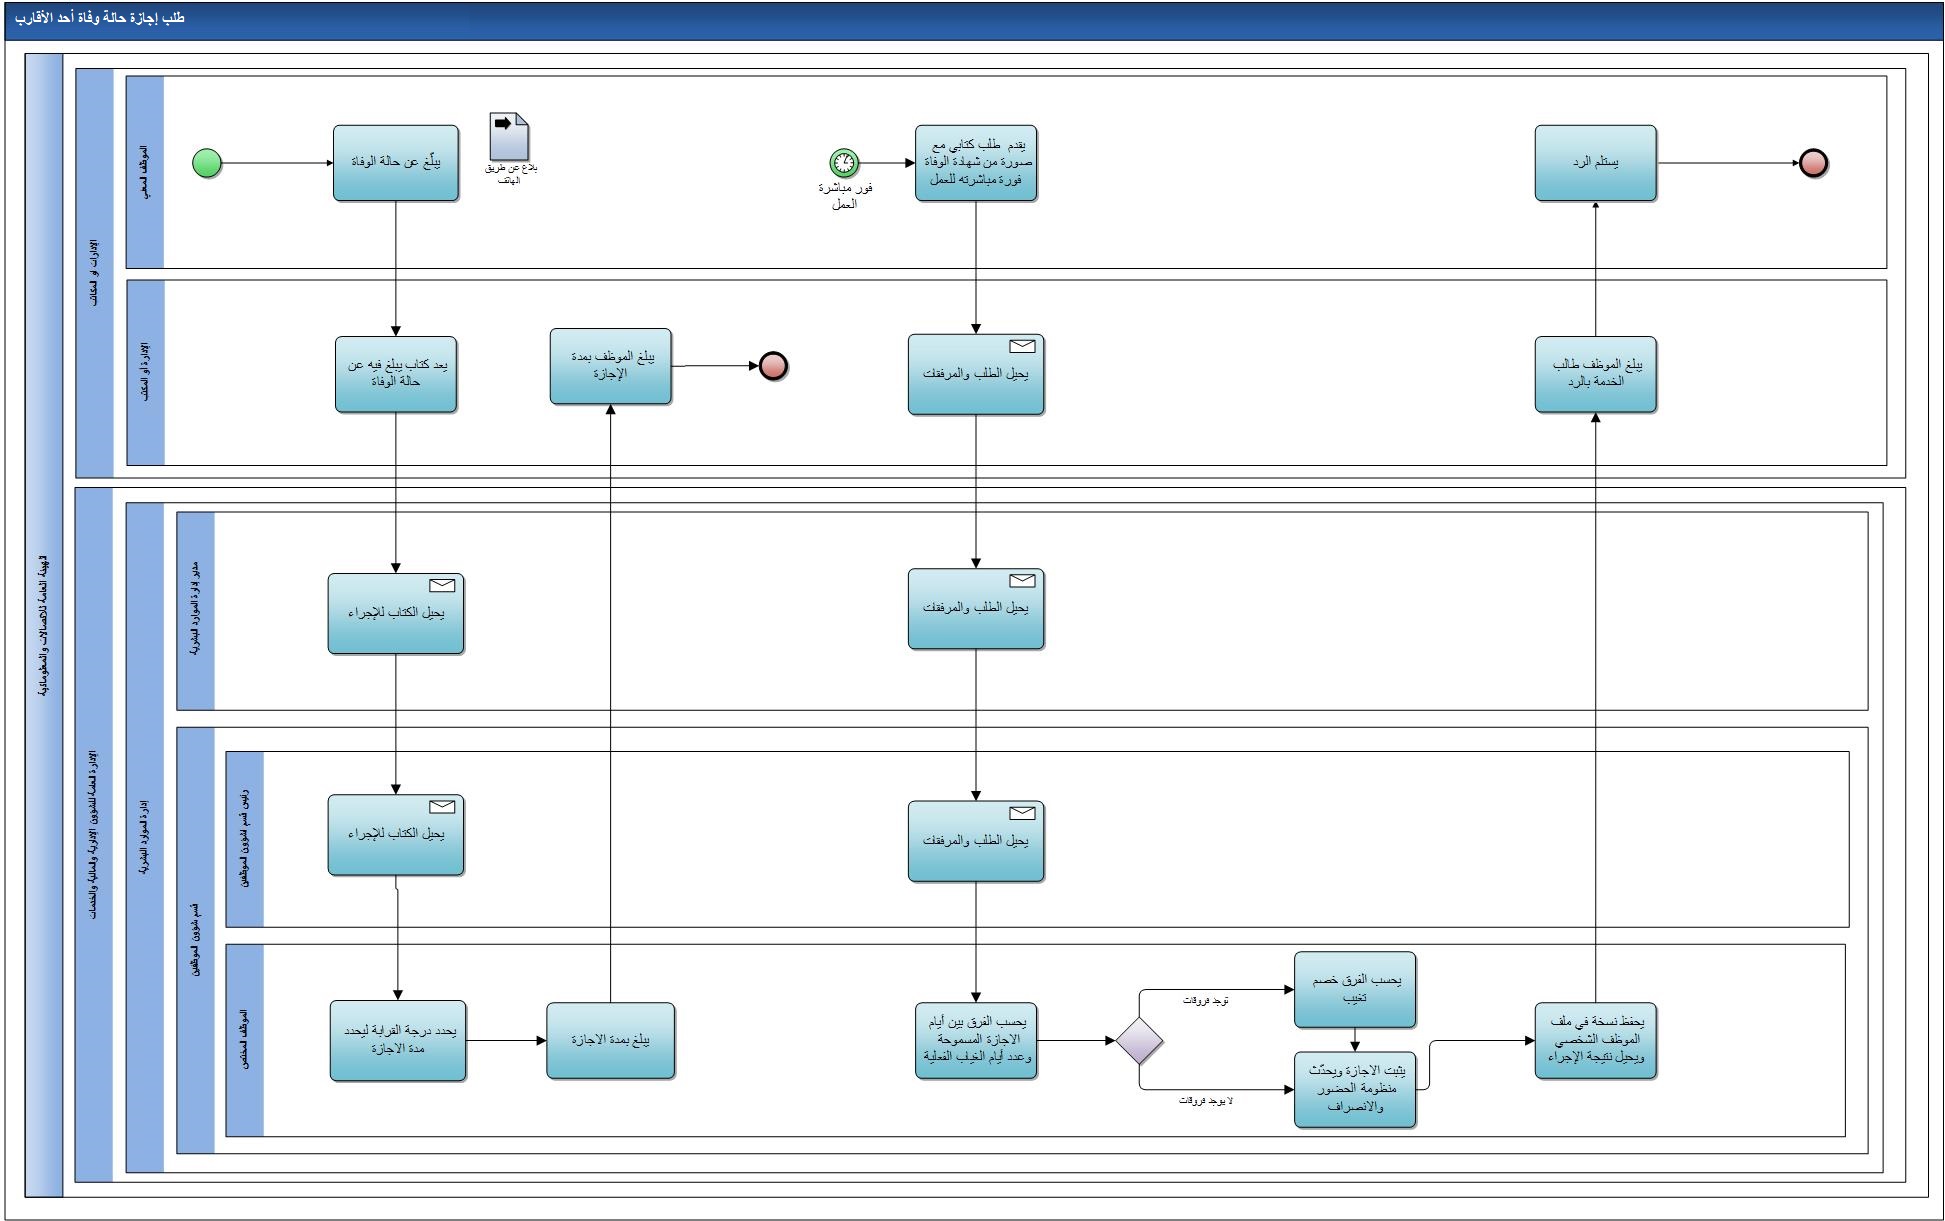 طلب إجازة حالة وفاة أحد الأقارب
الهيئة العامة للاتصالات والمعلوماتية
الإدارات او المكاتب
الموظف المعني
يبلّغ عن حالة الوفاة
بلاغ عن طريق
الهاتف
فور مباشرة
العمل
يقدم طلب كتابي مع
صورة من شهادة الوفاة
فورة مباشرته للعمل
يستلم الرد
الإدارة أو المكتب
يعد كتاب يبلغ فيه عن
حالة الوفاة
يبلغ الموظف بمدة
الإجازة
يحيل الطلب والمرفقات
يبلغ الموظف طالب
الخدمة بالرد
الإدارة العامة للشؤون الإدارية والمالية والخدمات
إدارة الموارد البشرية
مدير إدارة الموارد البشرية
يحيل الكتاب للإجراء
يحيل الطلب والمرفقات
قسم شؤون الموظفين
رئيس قسم شؤون الموظفين
يحيل الكتاب للإجراء
يحيل الطلب والمرفقات
الموظف المختص
يحدد درجة القرابة ليحدد
مدة الاجازة
يبلغ بمدة الاجازة
يحسب الفرق بين أيام
الاجازة المسموحة
وعدد أيام الغياب الفعلية
توجد فروقات
لا يوجد فروقات
يحسب الفرق خصم
تغيب
يثبت الاجازة ويحدّث
منظومة الحضور
والانصراف
يحفظ نسخة في ملف
الموظف الشخصي
ويحيل نتيجة الإجراء